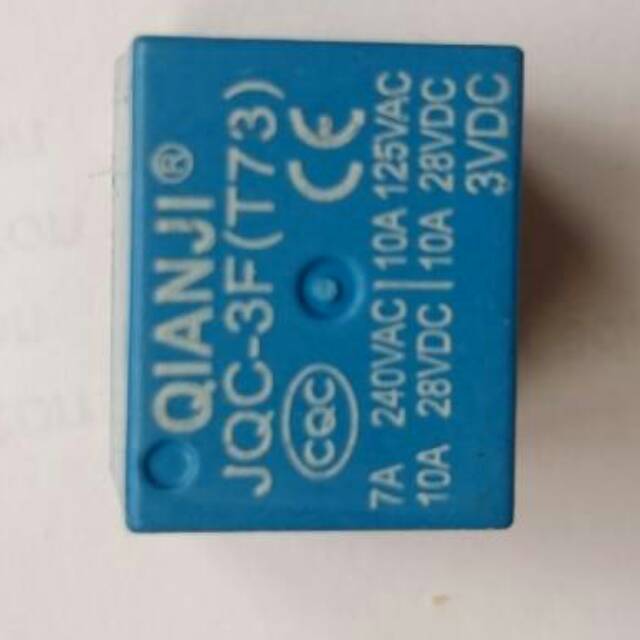 QIANJI®
JQC-3F(T73)
CQC CE
7A 240VAC | 10A 125VAC
10A 28VDC | 10A 28VDC
3VDC